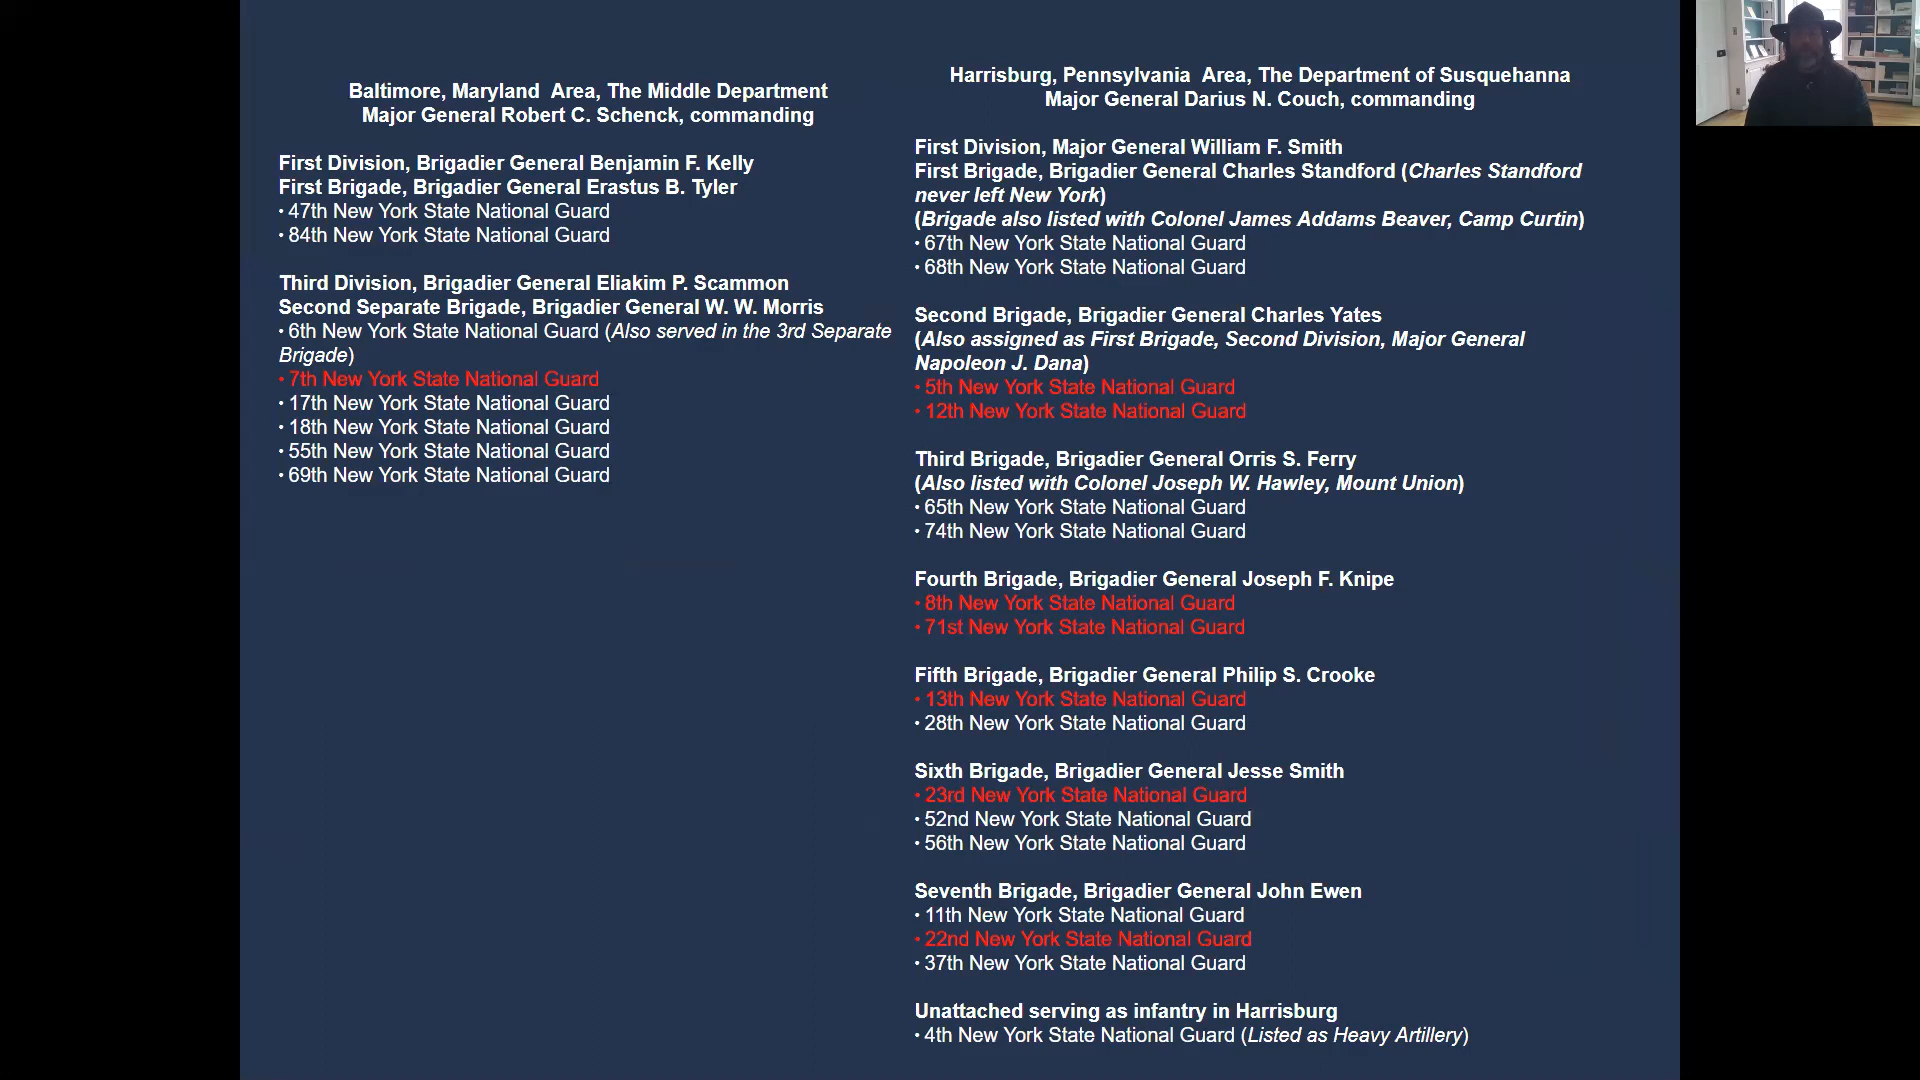 Baltimore, Maryland  Area, The Middle Department
Major General Robert C. Schenck, commanding
First Division, Brigadier General Benjamin F. Kelly
First Brigade, Brigadier General Erastus B. Tyler
• 47th New York State National Guard
• 84th New York State National Guard
Third Division, Brigadier General Eliakim P. Scammon
Second Separate Brigade, Brigadier General W. W. Morris
• 6th New York State National Guard (Also served in the 3rd Separate
Brigade)
• 7th New York State National Guard
• 17th New York State National Guard
• 18th New York State National Guard
• 55th New York State National Guard
• 69th New York State National Guard
Harrisburg, Pennsylvania  Area, The Department of Susquehanna
Major General Darius N. Couch, commanding
First Division, Major General William F. Smith
First Brigade, Brigadier General Charles Standford (Charles Standford
never left New York)
(Brigade also listed with Colonel James Addams Beaver, Camp Curtin)
• 67th New York State National Guard
• 68th New York State National Guard
Second Brigade, Brigadier General Charles Yates
(Also assigned as First Brigade, Second Division, Major General
Napoleon J. Dana)
• 5th New York State National Guard
• 12th New York State National Guard
Third Brigade, Brigadier General Orris S. Ferry
(Also listed with Colonel Joseph W. Hawley, Mount Union)
• 65th New York State National Guard
• 74th New York State National Guard
Fourth Brigade, Brigadier General Joseph F. Knipe
• 8th New York State National Guard
• 71st New York State National Guard
Fifth Brigade, Brigadier General Philip S. Crooke
• 13th New York State National Guard
• 28th New York State National Guard
Sixth Brigade, Brigadier General Jesse Smith
• 23rd New York State National Guard
• 52nd New York State National Guard
• 56th New York State National Guard
Seventh Brigade, Brigadier General John Ewen
• 11th New York State National Guard
• 22nd New York State National Guard
• 37th New York State National Guard
Unattached serving as infantry in Harrisburg
• 4th New York State National Guard (Listed as Heavy Artillery)